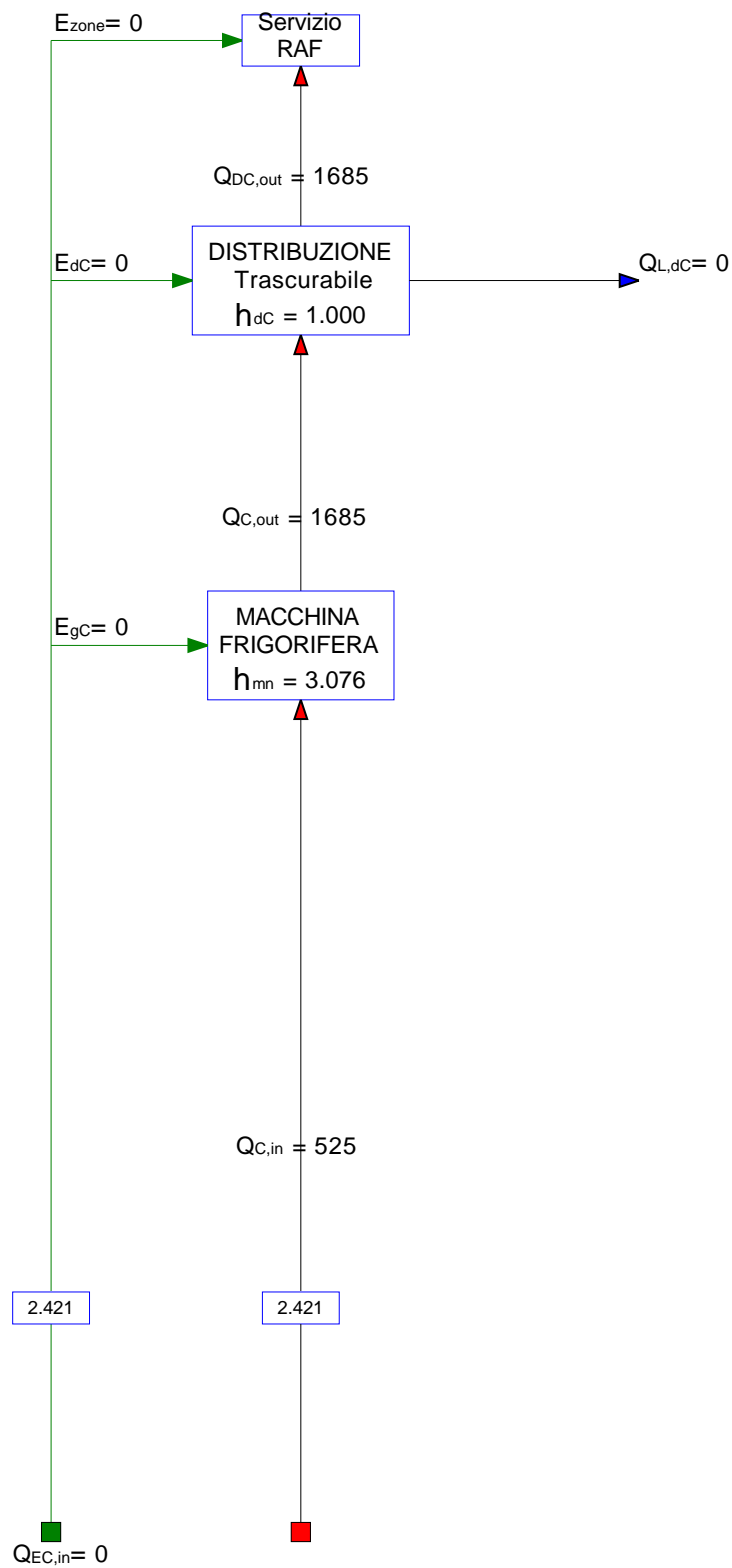 Ezone= 0
Servizio
RAF
QDC,out = 1685
DISTRIBUZIONE
Trascurabile
hdC = 1.000
EdC= 0
QL,dC= 0
QC,out = 1685
MACCHINA
FRIGORIFERA
hmn = 3.076
EgC= 0
QC,in = 525
2.421
2.421
QEC,in= 0